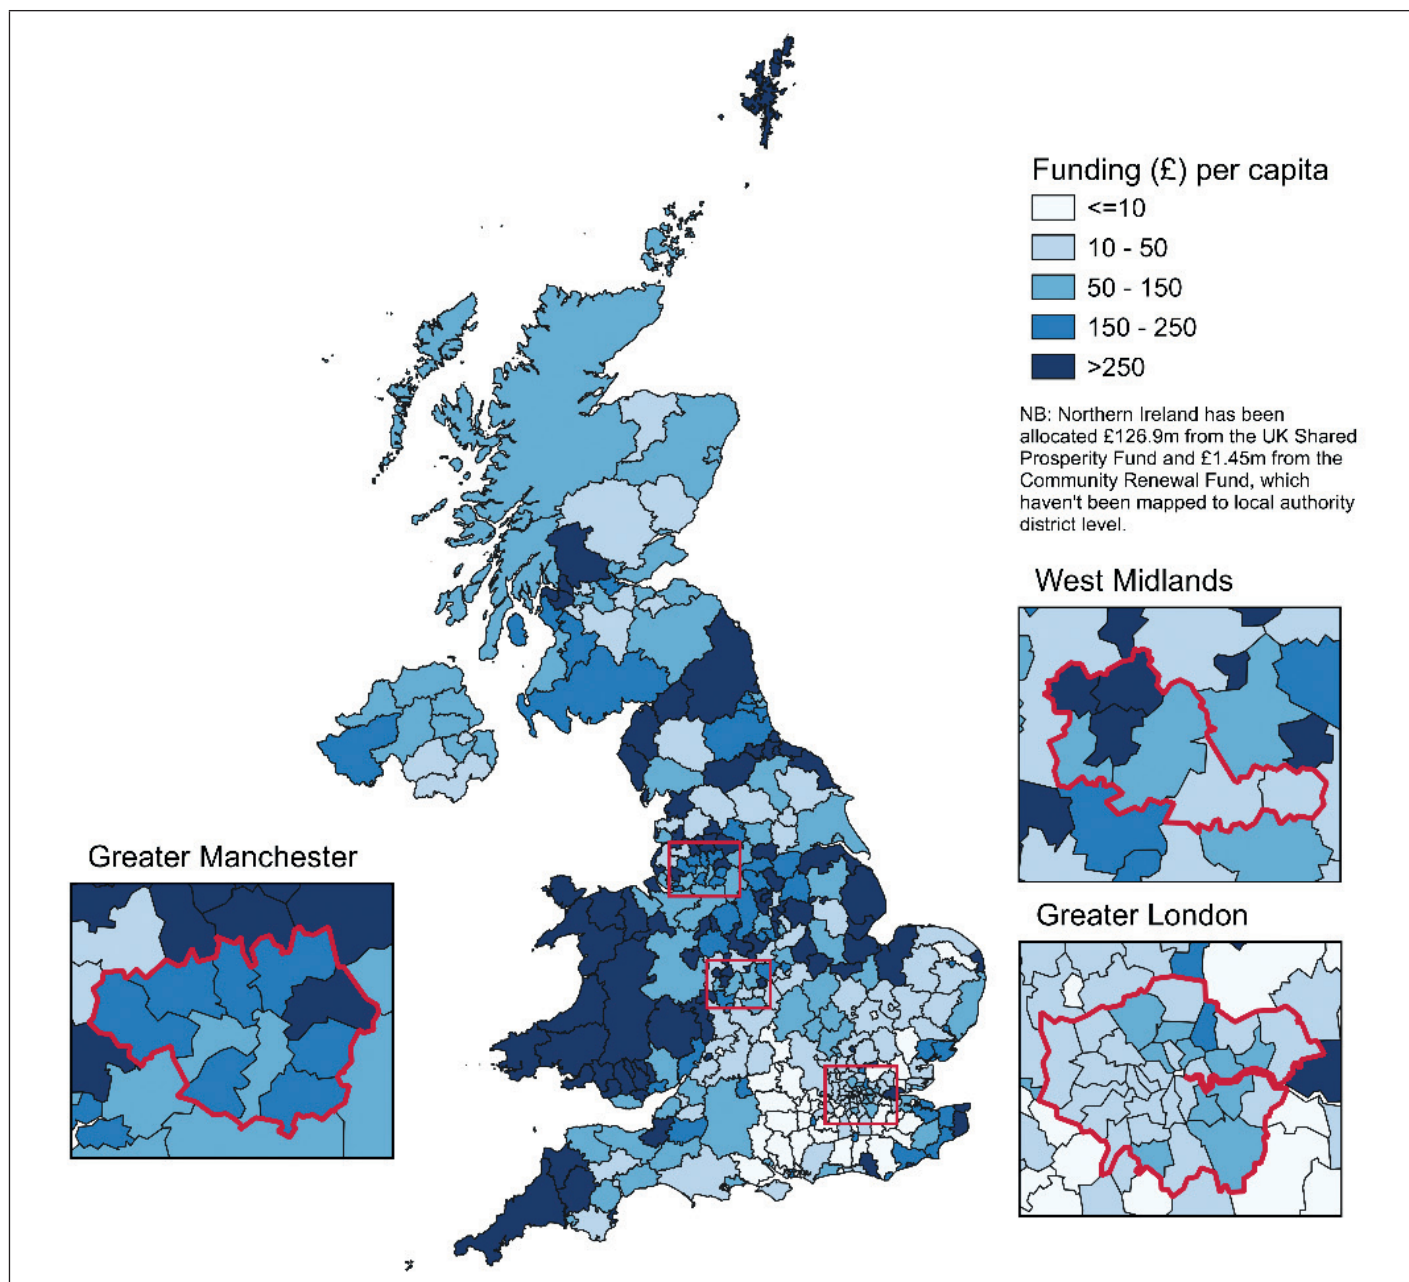 Funding (£) per capita
<=10
10 - 50
50 - 150
150 - 250
>250
NB: Northern Ireland has been
allocated £126.9m from the UK Shared
Prosperity Fund and £1.45m from the
Community Renewal Fund, which
haven't been mapped to local authority
district level.
West Midlands
Greater Manchester
Greater London